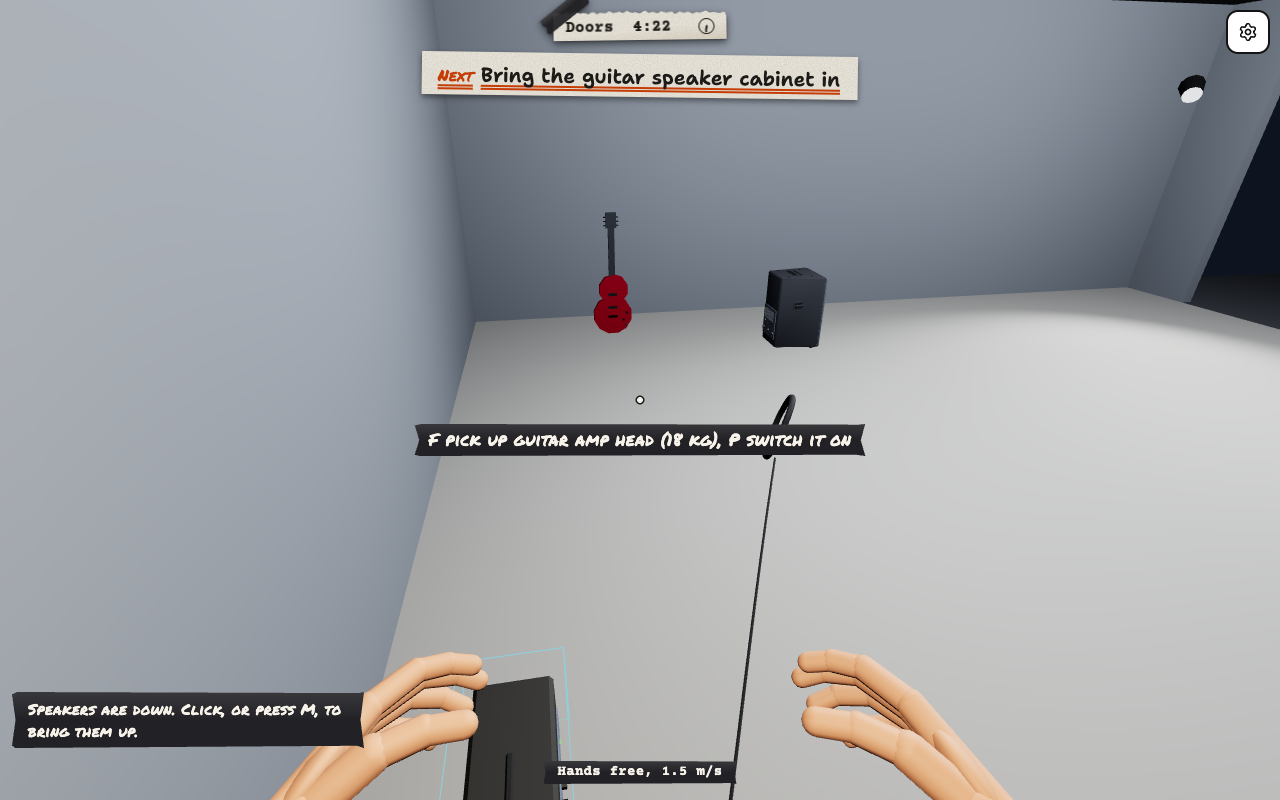 Doors 4:22
Next Bring the guitar speaker cabinet in
F pick up guitar amp head (18 kg), P switch it on
Speakers are down. Click, or press M, to
bring them up.
Hands free, 1.5 m/s